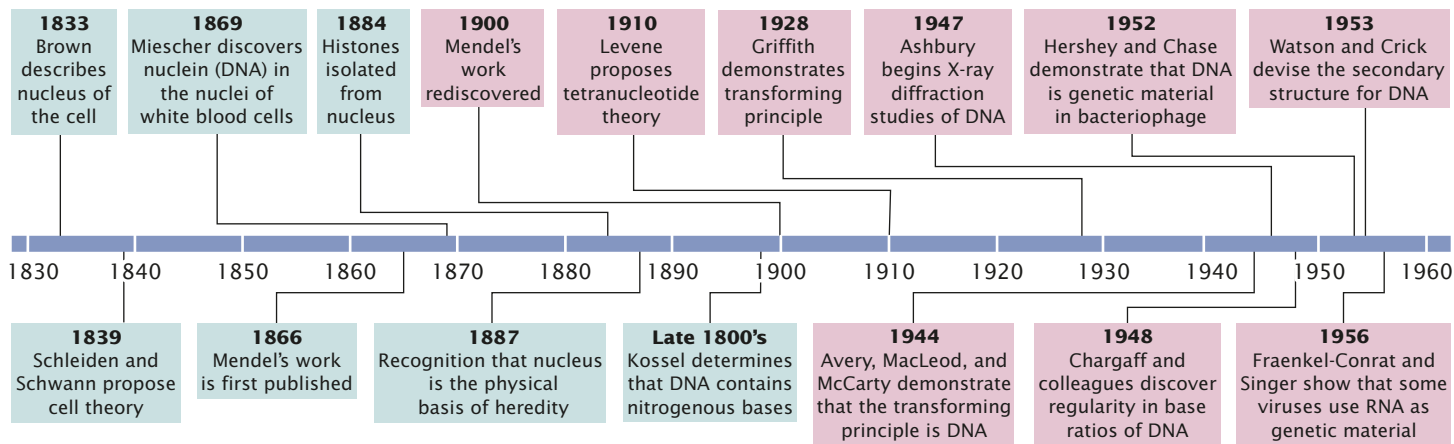 1833
Brown
describes
nucleus of
the cell
1869
Miescher discovers
nuclein (DNA) in
the nuclei of
white blood cells
1884
Histones
isolated
from
nucleus
1900
Mendel’s
work
rediscovered
1910
Levene
proposes
tetranucleotide
theory
1928
Griffith
demonstrates
transforming
principle
1947
Ashbury
begins X-ray
diffraction
studies of DNA
1952
Hershey and Chase
demonstrate that DNA
is genetic material
in bacteriophage
1953
Watson and Crick
devise the secondary
structure for DNA
1830 1840 1850 1860 1870 1880 1890 1900 1910 1920 1930 1940 1950 1960
1839
Schleiden and
Schwann propose
cell theory
1866
Mendel’s work
is first published
1887
Recognition that nucleus
is the physical
basis of heredity
Late 1800’s
Kossel determines
that DNA contains
nitrogenous bases
1944
Avery, MacLeod, and
McCarty demonstrate
that the transforming
principle is DNA
1948
Chargaff and
colleagues discover
regularity in base
ratios of DNA
1956
Fraenkel-Conrat and
Singer show that some
viruses use RNA as
genetic material